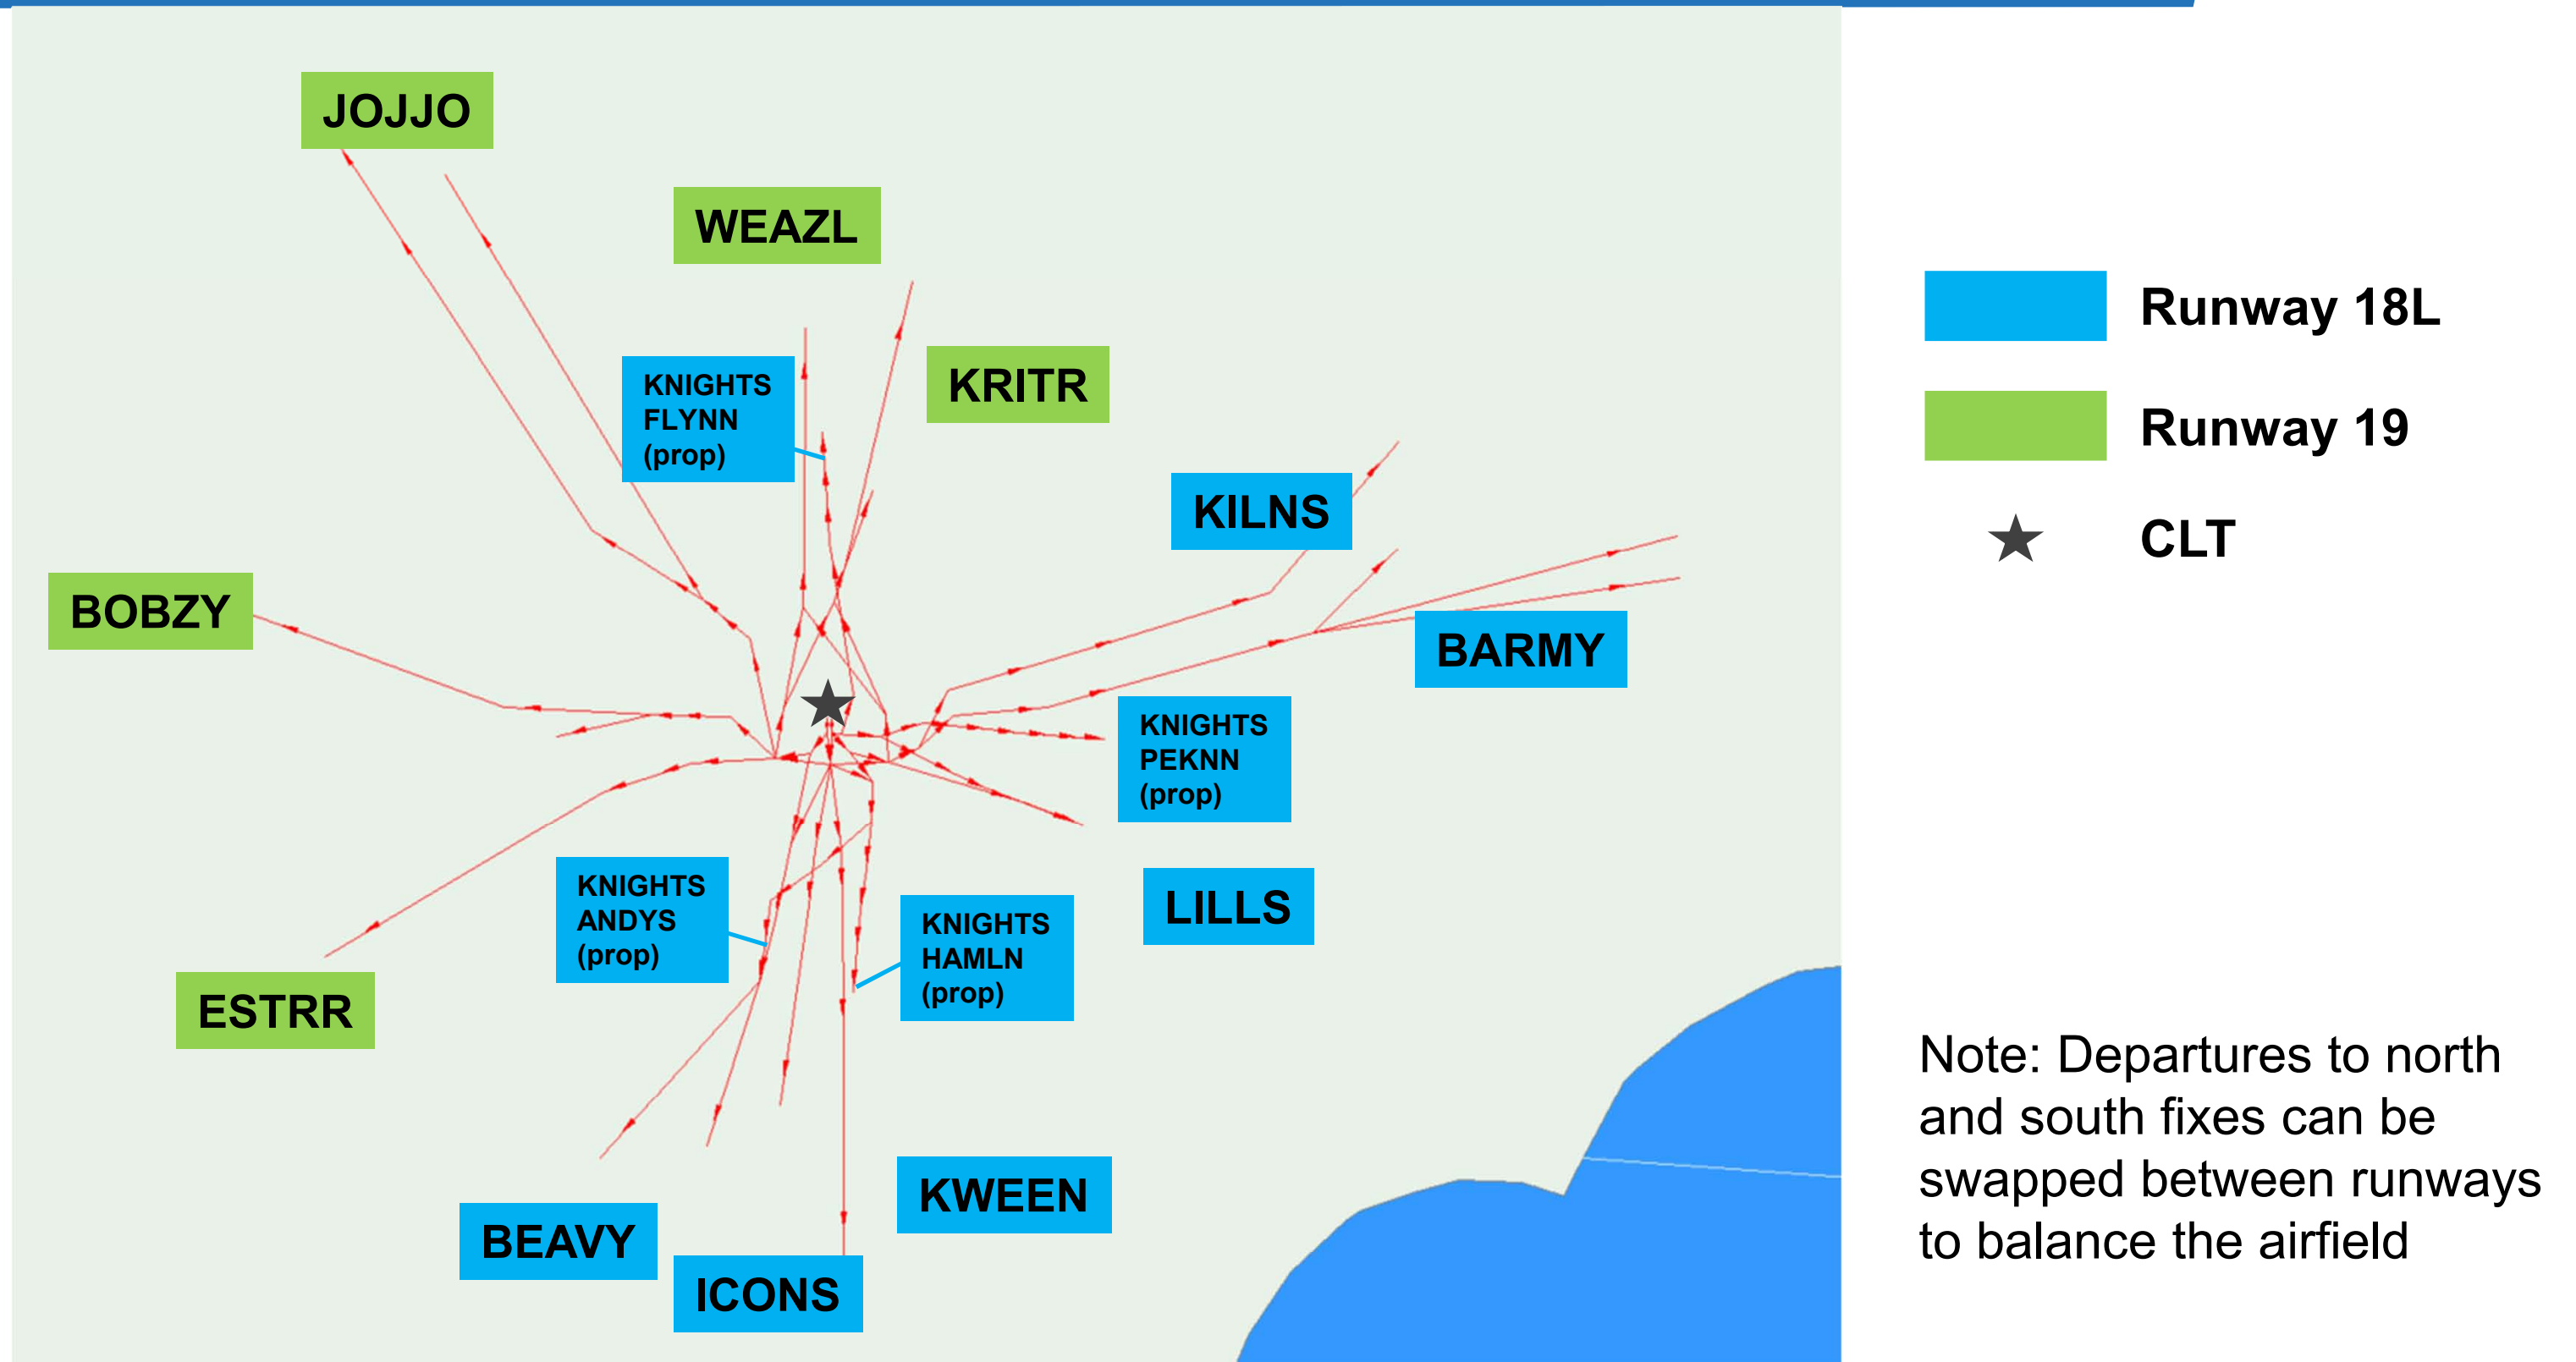 JOJJO
WEAZL
KNIGHTS
FLYNN
(prop)
KRITR
KILNS
BOBZY
BARMY
KNIGHTS
PEKNN
(prop)
KNIGHTS
ANDYS
(prop)
KNIGHTS
HAMLN
(prop)
LILLS
ESTRR
KWEEN
BEAVY
ICONS
Runway 18L
Runway 19
CLT
Note: Departures to north
and south fixes can be
swapped between runways
to balance the airfield